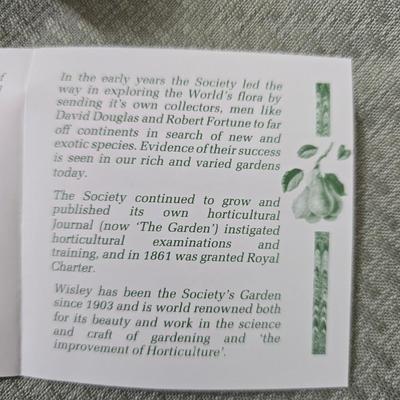 In the early years the Society led the
way in exploring the World's flora by
sending it's own collectors, men like
David Douglas and Robert Fortune to far
off continents in search of new and
exotic species. Evidence of their success
is seen in our rich and varied gardens
today.
The Society continued to grow and
published its own horticultural
Journal (now 'The Garden') instigated
horticultural examinations and
training, and in 1861 was granted Royal
Charter.
Wisley has been the Society's Garden
since 1903 and is world renowned both
for its beauty and work in the science
and craft of gardening and 'the
improvement of Horticulture'.